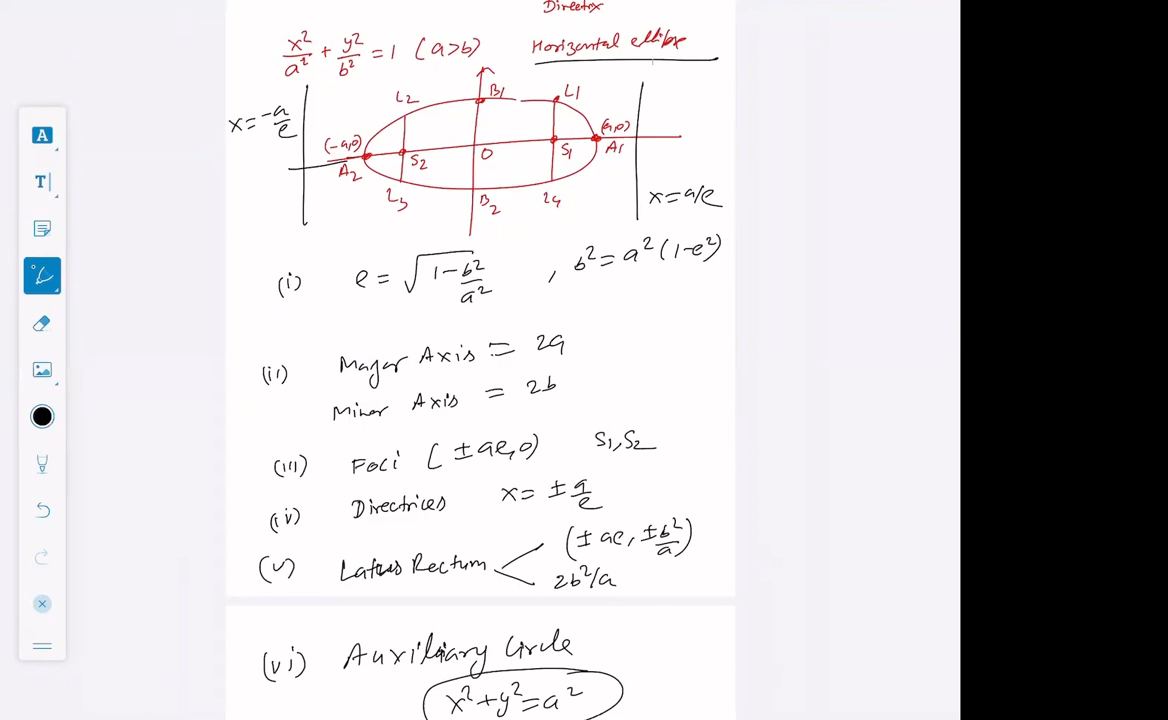 Directrix
x²/a² + y²/b² = 1 (a>b)
Horizontal ellipse
x = -a/e
L2
B1
L1
(-a,0)
(a,0)
A2
S2
O
S1
A1
L3
B2
L4
x = a/e
(i) e = √(1 - b²/a²) , b² = a²(1-e²)
(ii) Major Axis = 2a
Minor Axis = 2b
(iii) Foci (±ae,0) S1,S2
(iv) Directrices x = ± a/e
(v) Latus Rectum (±ae, ±b²/a)
2b²/a
(vi) Auxiliary Circle
x²+y²=a²
A
T